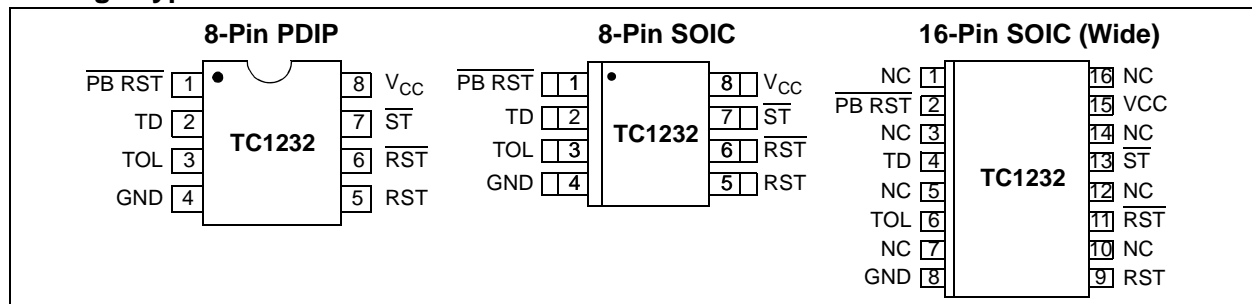 8-Pin PDIP
PB RST 1
TD 2
TOL 3
GND 4
TC1232
8 VCC
7 ST
6 RST
5 RST
8-Pin SOIC
PB RST 1
TD 2
TOL 3
GND 4
TC1232
8 VCC
7 ST
6 RST
5 RST
16-Pin SOIC (Wide)
NC 1
PB RST 2
NC 3
TD 4
NC 5
TOL 6
NC 7
GND 8
TC1232
16 NC
15 VCC
14 NC
13 ST
12 NC
11 RST
10 NC
9 RST